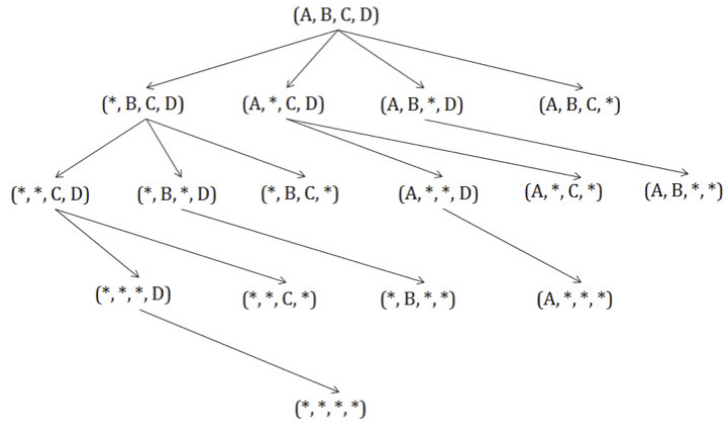 (A, B, C, D)
(*, B, C, D) (A, *, C, D) (A, B, *, D) (A, B, C, *)
(*, *, C, D) (*, B, *, D) (*, B, C, *) (A, *, *, D) (A, *, C, *) (A, B, *, *)
(*, *, *, D) (*, *, C, *) (*, B, *, *) (A, *, *, *)
(*, *, *, *)